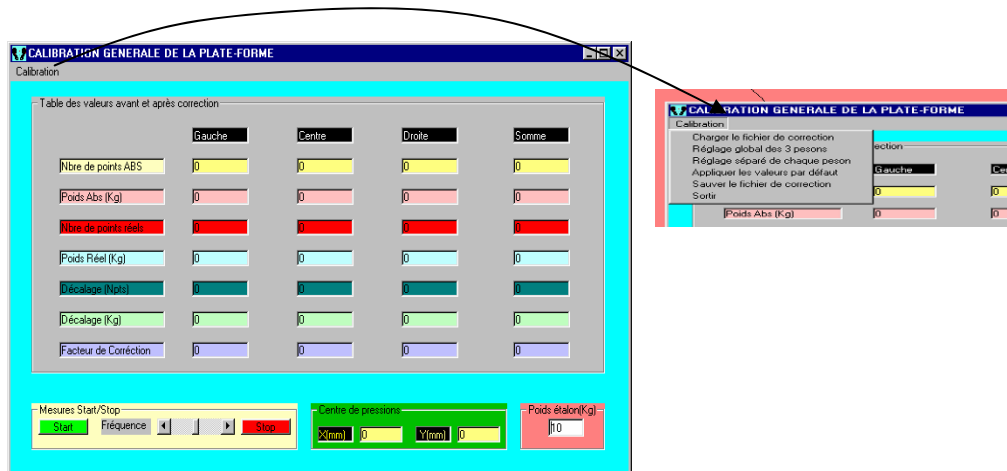 CALIBRATION GENERALE DE LA PLATE-FORME
Calibration
Table des valeurs avant et après correction
Gauche Centre Droite Somme
Nbre de points ABS 0 0 0 0
Poids Abs (Kg) 0 0 0 0
Nbre de points réels 0 0 0 0
Poids Réel (Kg) 0 0 0 0
Décalage (Npts) 0 0 0 0
Décalage (Kg) 0 0 0 0
Facteur de Corréction 0 0 0 0
Mesures Start/Stop
Start Fréquence Stop
Centre de pressions
X(mm) 0 Y(mm) 0
Poids étalon(Kg)
10
CALIBRATION GENERALE DE LA PLATE-FORME
Calibration
Charger le fichier de correction
Réglage global des 3 pesons
Réglage séparé de chaque peson
Appliquer les valeurs par défaut
Sauver le fichier de correction
Sortir
ection
Gauche Ce
0 0
Poids Abs (Kg) 0 0